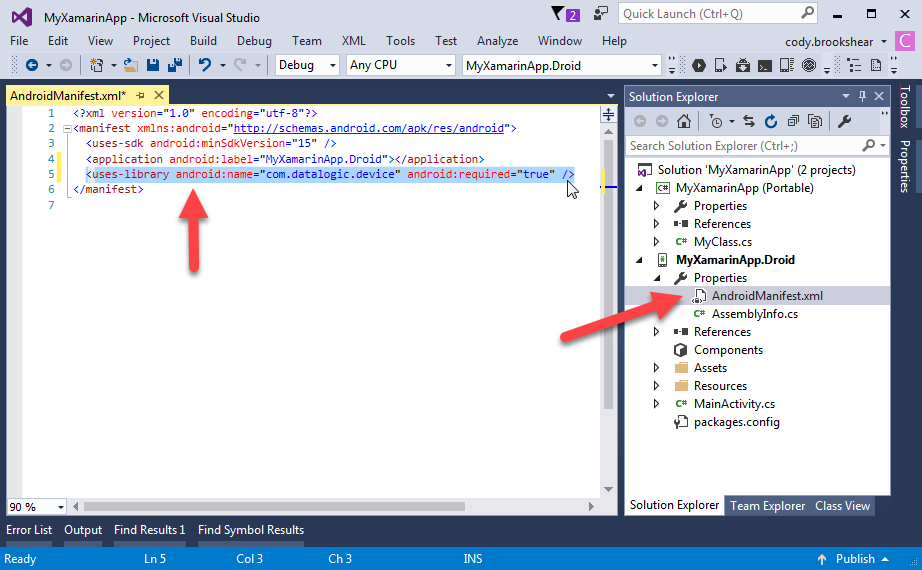 MyXamarinApp - Microsoft Visual Studio
2
Quick Launch (Ctrl+Q)
File Edit View Project Build Debug Team XML Tools Test Analyze Window Help
cody.brookshear
C
Debug Any CPU MyXamarinApp.Droid
AndroidManifest.xml*
1 <?xml version="1.0" encoding="utf-8"?>
2 <manifest xmlns:android="http://schemas.android.com/apk/res/android">
3 <uses-sdk android:minSdkVersion="15" />
4 <application android:label="MyXamarinApp.Droid"></application>
5 <uses-library android:name="com.datalogic.device" android:required="true" />
6 </manifest>
7
90 %
Solution Explorer
Search Solution Explorer (Ctrl+;)
Solution 'MyXamarinApp' (2 projects)
C# MyXamarinApp (Portable)
Properties
References
C# MyClass.cs
MyXamarinApp.Droid
Properties
AndroidManifest.xml
C# AssemblyInfo.cs
References
Components
Assets
Resources
C# MainActivity.cs
packages.config
Solution Explorer Team Explorer Class View
Toolbox
Properties
Error List Output Find Results 1 Find Symbol Results
Ready Ln 5 Col 3 Ch 3 INS Publish